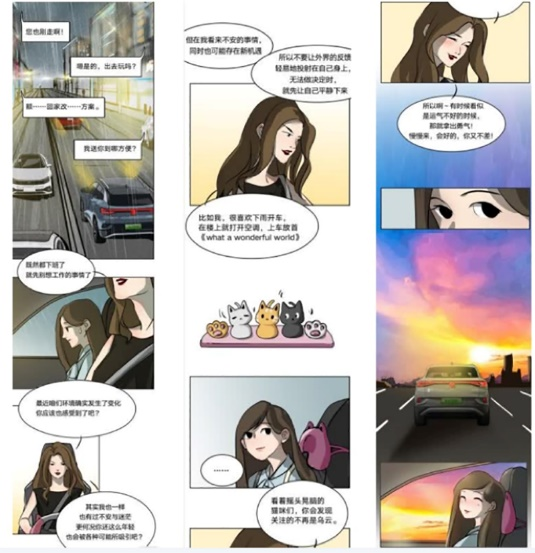 您也刚走啊！
嗯是的，出去玩吗？
额……回家改……方案。
我送你到哪方便？
既然都下班了
就先别想工作的事情了
最近咱们环境确实发生了变化
你应该也感受到了吧？
其实我也一样
也有过不安与迷茫
更何况你还这么年轻
也会被各种可能所吸引吧？
但在我看来不安的事情，
同时也可能存在新机遇
所以不要让外界的反馈
轻易地投射在自己身上，
无法做决定时，
就先让自己平静下来
比如我，很喜欢下雨开车，
在楼上就打开空调，上车放首
《what a wonderful world》
……
看着摇头晃脑的
猫咪们，你会发现
关注的不再是乌云。
所以啊~有时候看似
是运气不好的时候，
那就拿出勇气！
慢慢来，会好的，你又不差！